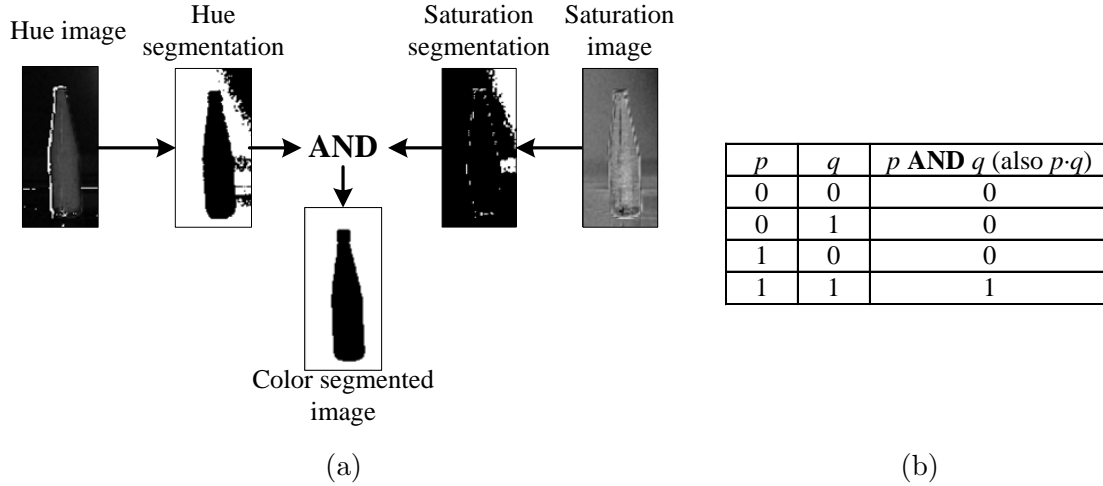 Hue image
Hue
segmentation
Saturation
segmentation
Saturation
image
AND
Color segmented
image
(a)
p q p AND q (also p·q)
0 0 0
0 1 0
1 0 0
1 1 1
(b)